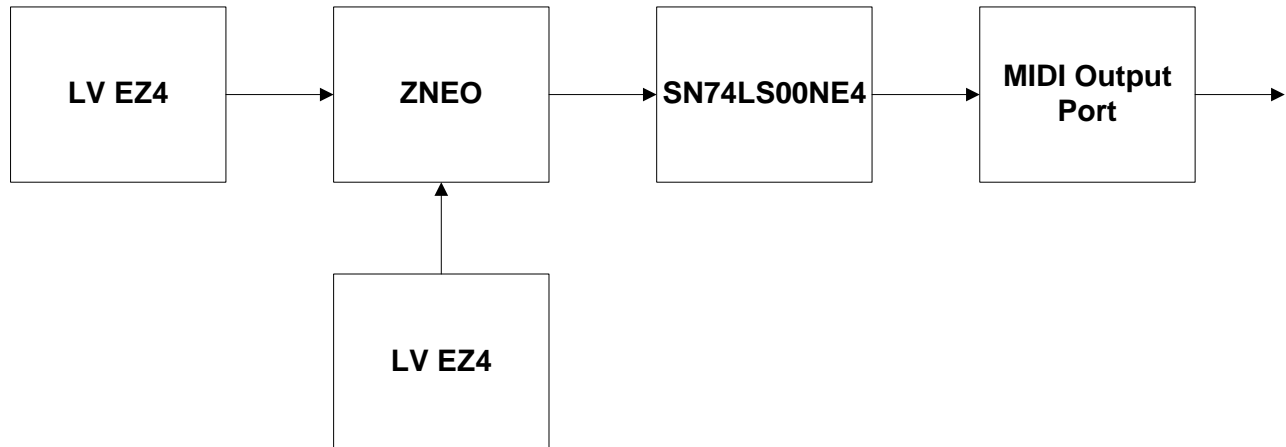 LV EZ4
ZNEO
SN74LS00NE4
MIDI Output
Port
LV EZ4